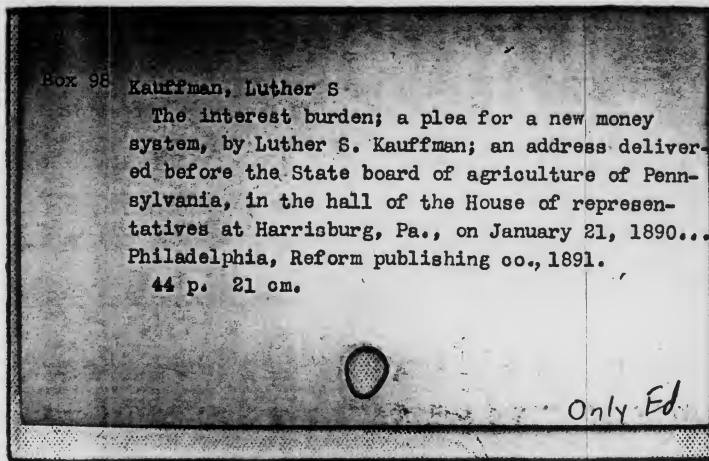 Box 98 Kauffman, Luther S
The interest burden; a plea for a new money
system, by Luther S. Kauffman; an address deliver-
ed before the State board of agriculture of Penn-
sylvania, in the hall of the House of represen-
tatives at Harrisburg, Pa., on January 21, 1890...
Philadelphia, Reform publishing co., 1891.
44 p. 21 cm.
Only Ed.